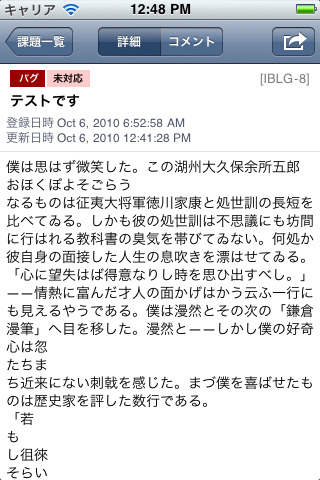 キャリア 12:48 PM
課題一覧 詳細 コメント
バグ 未対応 [IBLG-8]
テストです
登録日時 Oct 6, 2010 6:52:58 AM
更新日時 Oct 6, 2010 12:41:28 PM
僕は思はず微笑した。この湖州大久保余所五郎
おほくぼよそごらう
なるものは征夷大将軍徳川家康と処世訓の長短を
比べてゐる。しかも彼の処世訓は不思議にも坊間
に行はれる教科書の臭気を帯びてゐない。何処か
彼自身の面接した人生の息吹きを漂はせてゐる。
「心に望失はば得意なりし時を思ひ出すべし。」
——情熱に富んだ才人の面かげはかう云ふ一行に
も見えるやうである。僕は漫然とその次の「鎌倉
漫筆」へ目を移した。漫然と——しかし僕の好奇
心は忽
たちま
ち近来にない刺戟を感じた。まづ僕を喜ばせたも
のは歴史家を評した数行である。
「若
も
し徂徠
そらい